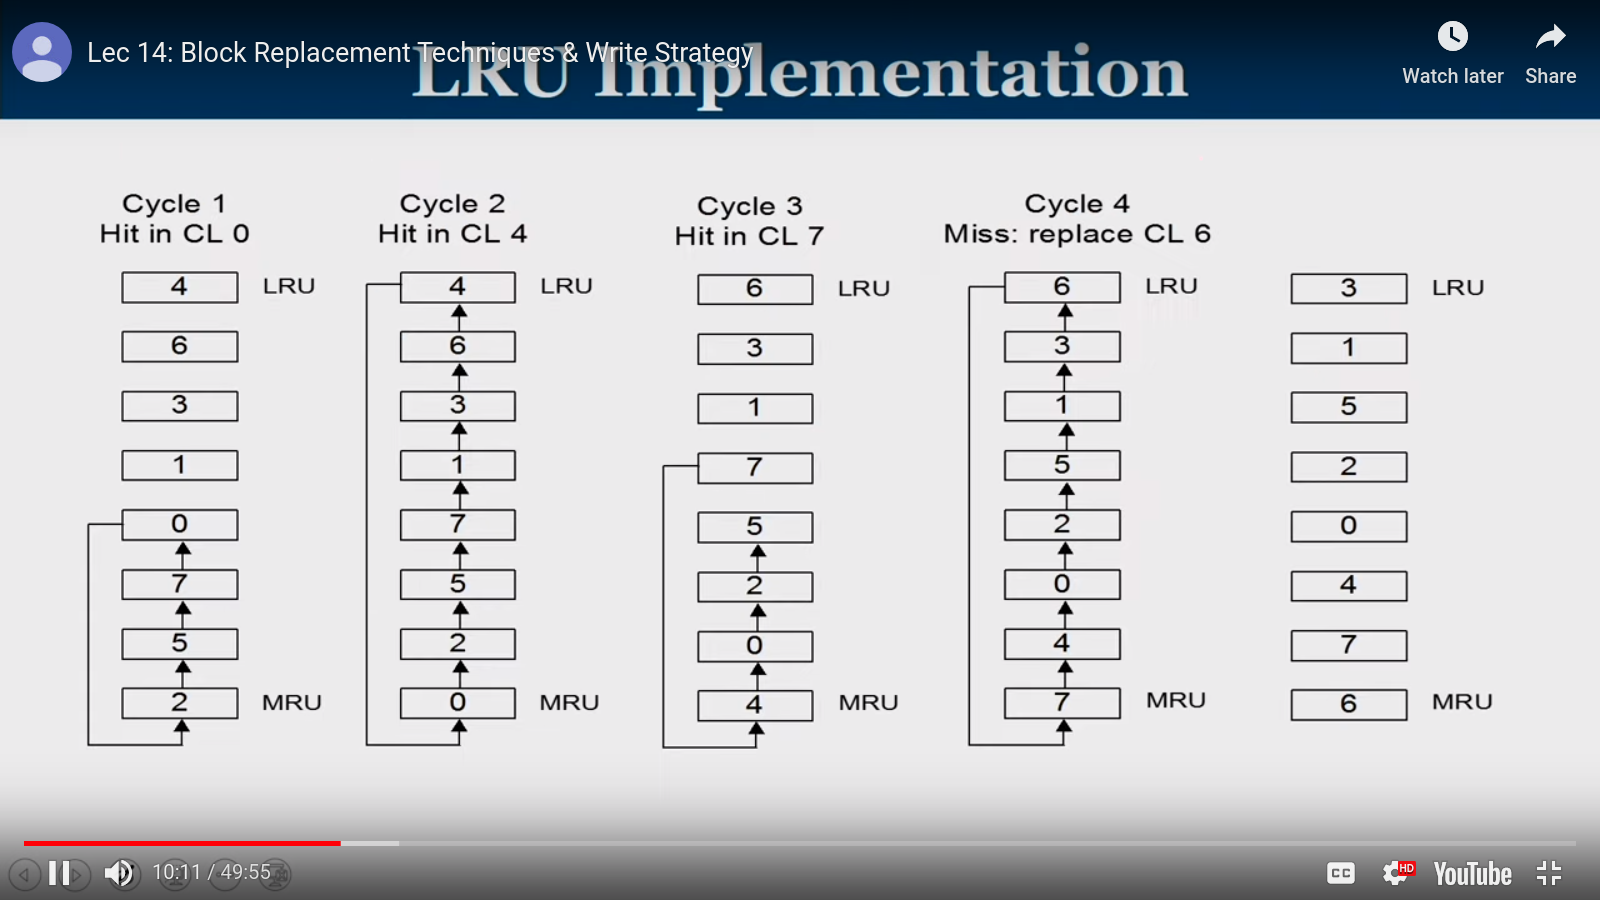 Lec 14: Block Replacement Techniques & Write Strategy
LRU Implementation
Watch later
Share
Cycle 1
Hit in CL 0
4 LRU
6
3
1
0
7
5
2 MRU
Cycle 2
Hit in CL 4
4 LRU
6
3
1
7
5
2
0 MRU
Cycle 3
Hit in CL 7
6 LRU
3
1
7
5
2
0
4 MRU
Cycle 4
Miss: replace CL 6
6 LRU
3
1
5
2
0
4
7 MRU
3 LRU
1
5
2
0
4
7
6 MRU
10:11 / 49:55
CC
HD
YouTube